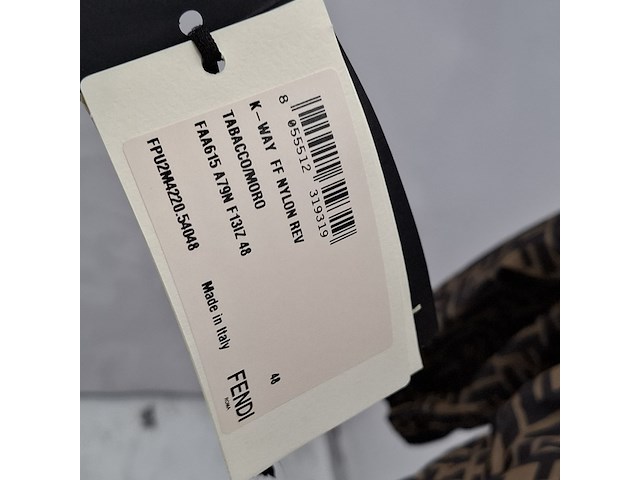 8 055512 319319
K-WAY FF NYLON REV
TABACCO/MORO
FAA615 A79N F13IZ 48
FPU2M4220.54048
Made in Italy
48
FENDI
ROMA